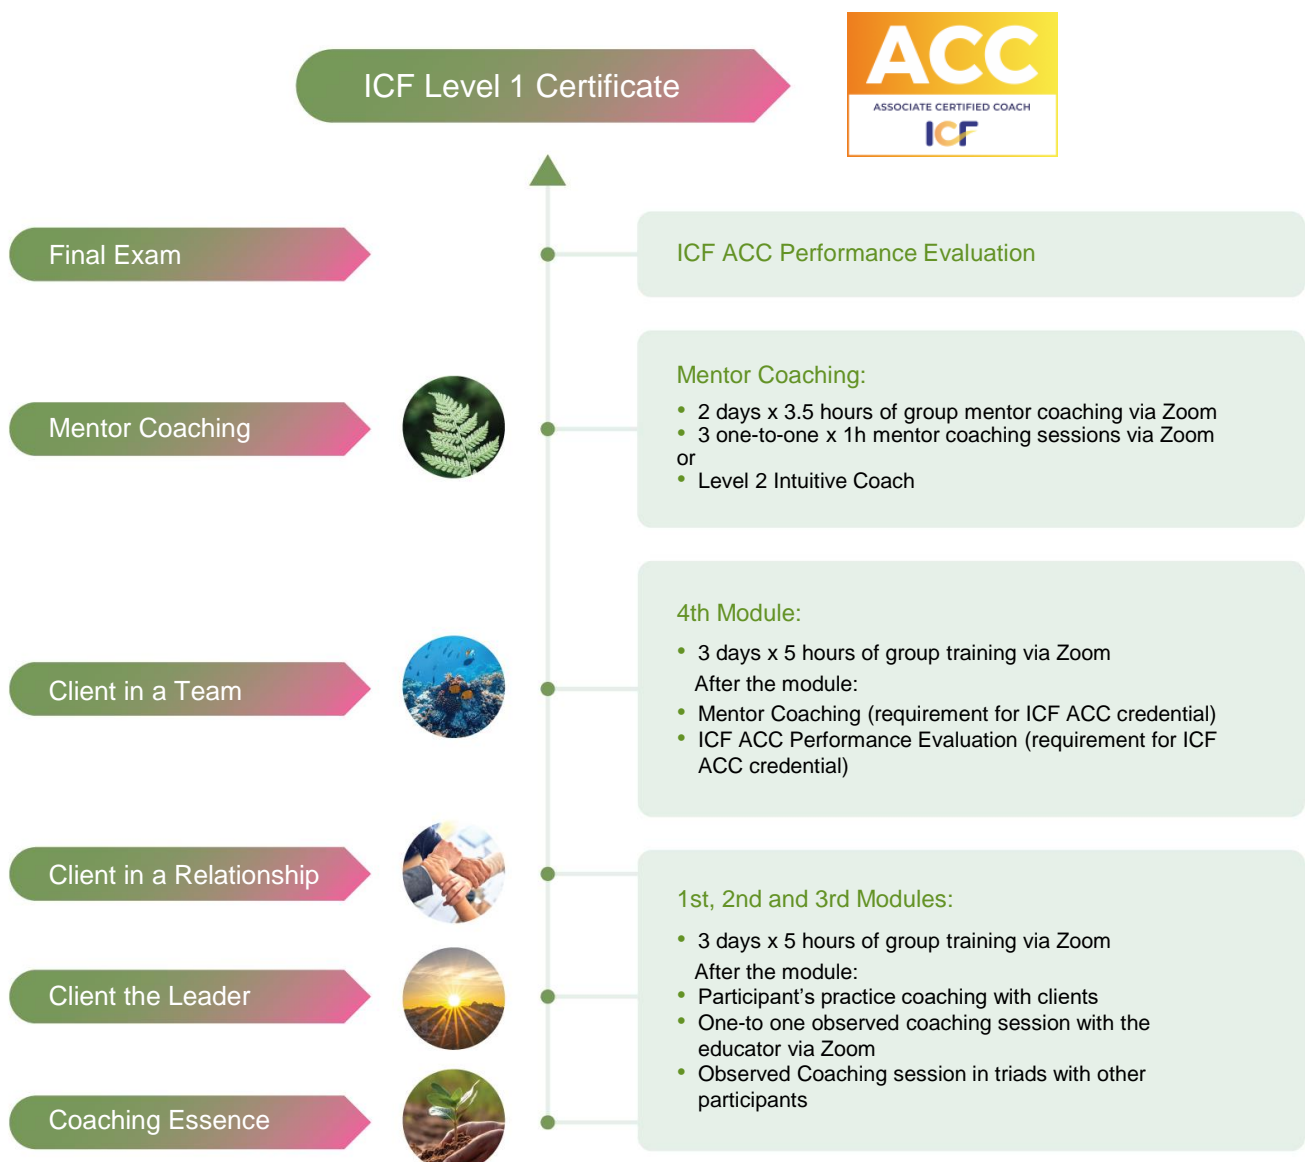 ICF Level 1 Certificate
ACC
ASSOCIATE CERTIFIED COACH
ICF
Final Exam
ICF ACC Performance Evaluation
Mentor Coaching
Mentor Coaching:
• 2 days x 3.5 hours of group mentor coaching via Zoom
• 3 one-to-one x 1h mentor coaching sessions via Zoom
or
• Level 2 Intuitive Coach
Client in a Team
4th Module:
• 3 days x 5 hours of group training via Zoom
After the module:
• Mentor Coaching (requirement for ICF ACC credential)
• ICF ACC Performance Evaluation (requirement for ICF
ACC credential)
Client in a Relationship
Client the Leader
Coaching Essence
1st, 2nd and 3rd Modules:
• 3 days x 5 hours of group training via Zoom
After the module:
• Participant’s practice coaching with clients
• One-to one observed coaching session with the
educator via Zoom
• Observed Coaching session in triads with other
participants